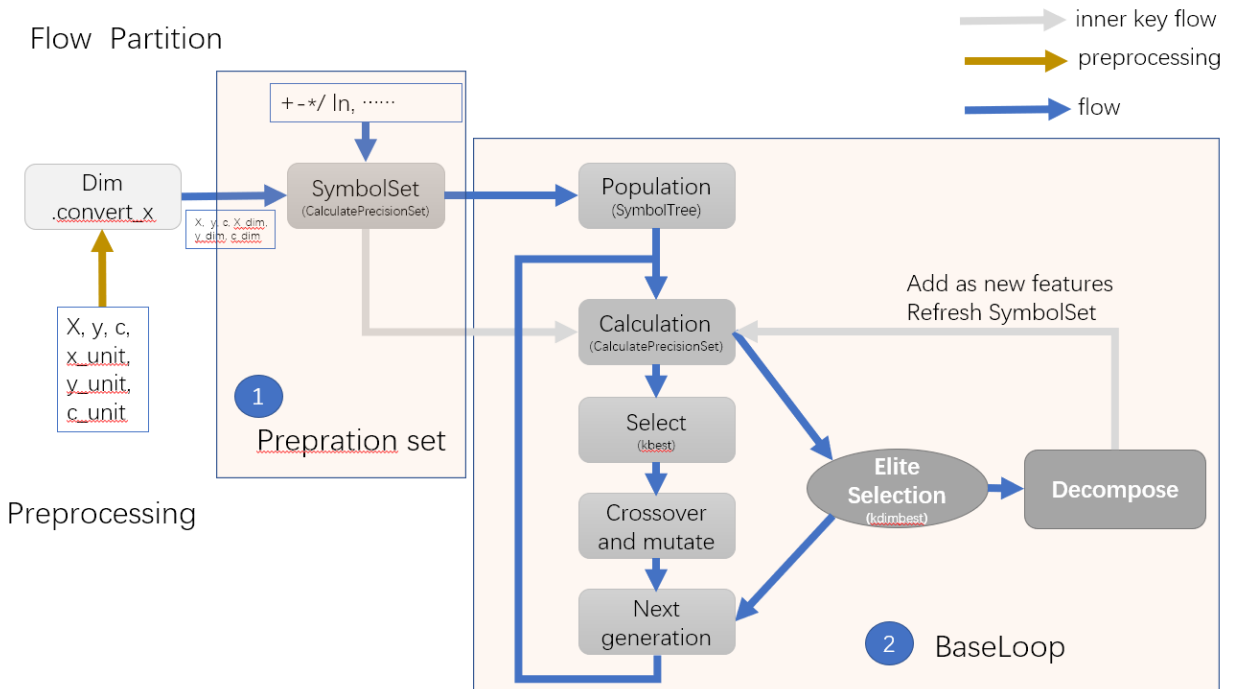 Flow Partition
inner key flow
preprocessing
flow
+-*/ ln, ……
Dim
.convert_x
X, y, c, X_dim,
y_dim, c_dim
SymbolSet
(CalculatePrecisionSet)
X, y, c,
x_unit,
y_unit,
c_unit
1
Prepration set
Preprocessing
Population
(SymbolTree)
Calculation
(CalculatePrecisionSet)
Add as new features
Refresh SymbolSet
Select
(kbest)
Crossover
and mutate
Next
generation
Elite
Selection
(kdimbest)
Decompose
2
BaseLoop